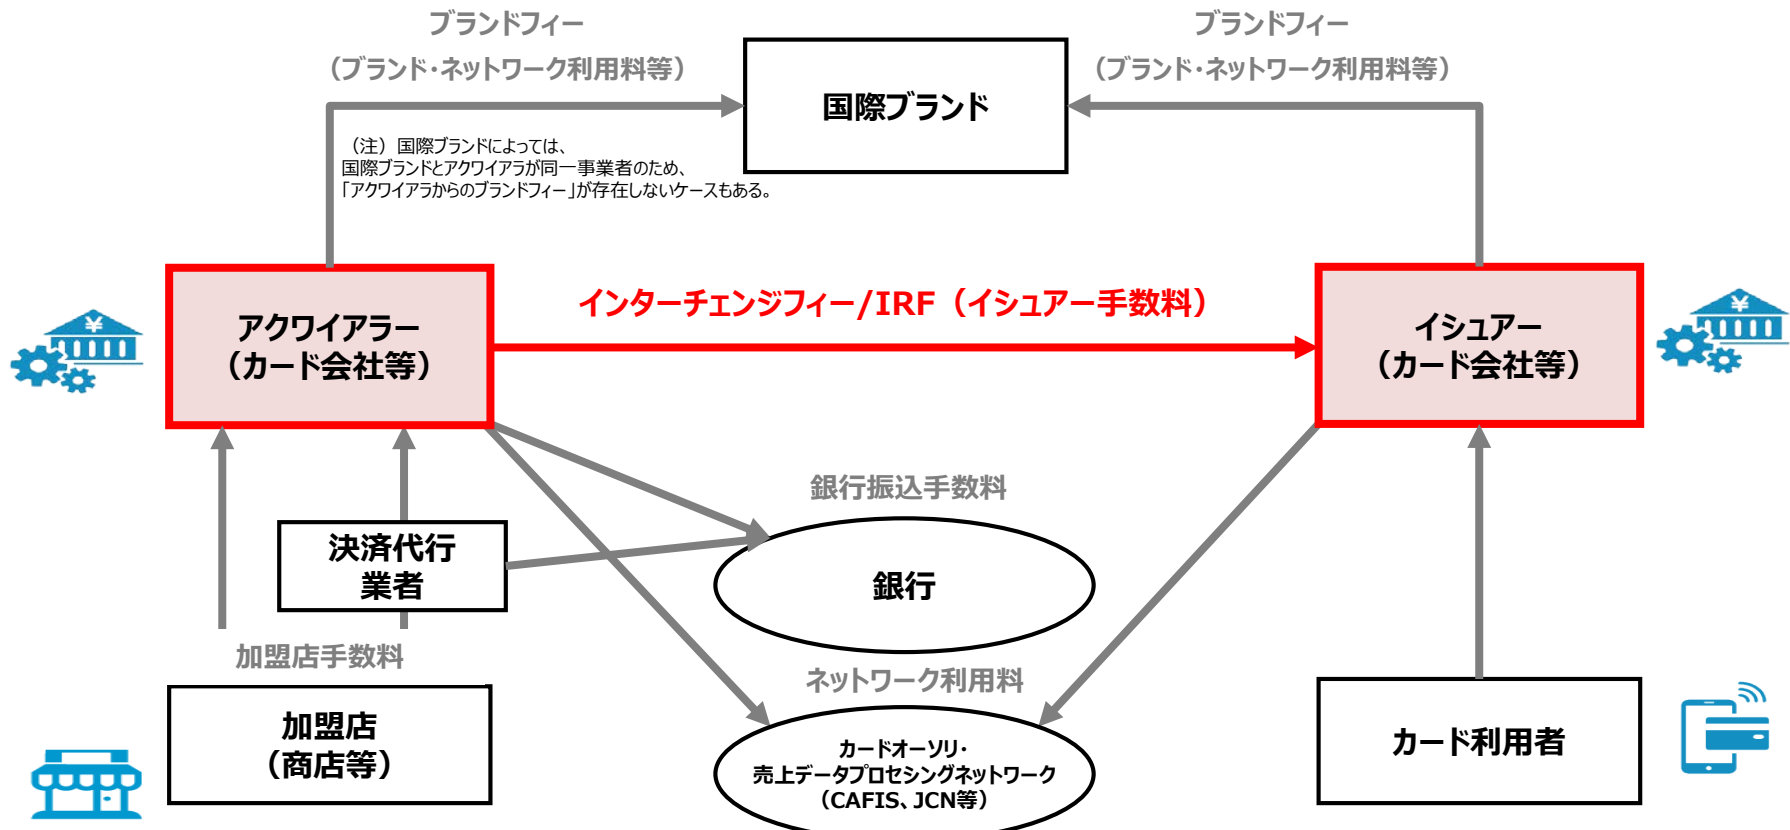 ブランドフィー
（ブランド・ネットワーク利用料等）
ブランドフィー
（ブランド・ネットワーク利用料等）
国際ブランド
（注）国際ブランドによっては、
国際ブランドとアクワイアラが同一事業者のため、
「アクワイアラからのブランドフィー」が存在しないケースもある。
アクワイアラー
（カード会社等）
インターチェンジフィー/IRF（イシュアー手数料）
イシュアー
（カード会社等）
¥
¥
銀行振込手数料
決済代行
業者
銀行
加盟店手数料
ネットワーク利用料
加盟店
（商店等）
カードオーソリ・
売上データプロセシングネットワーク
（CAFIS、JCN等）
カード利用者